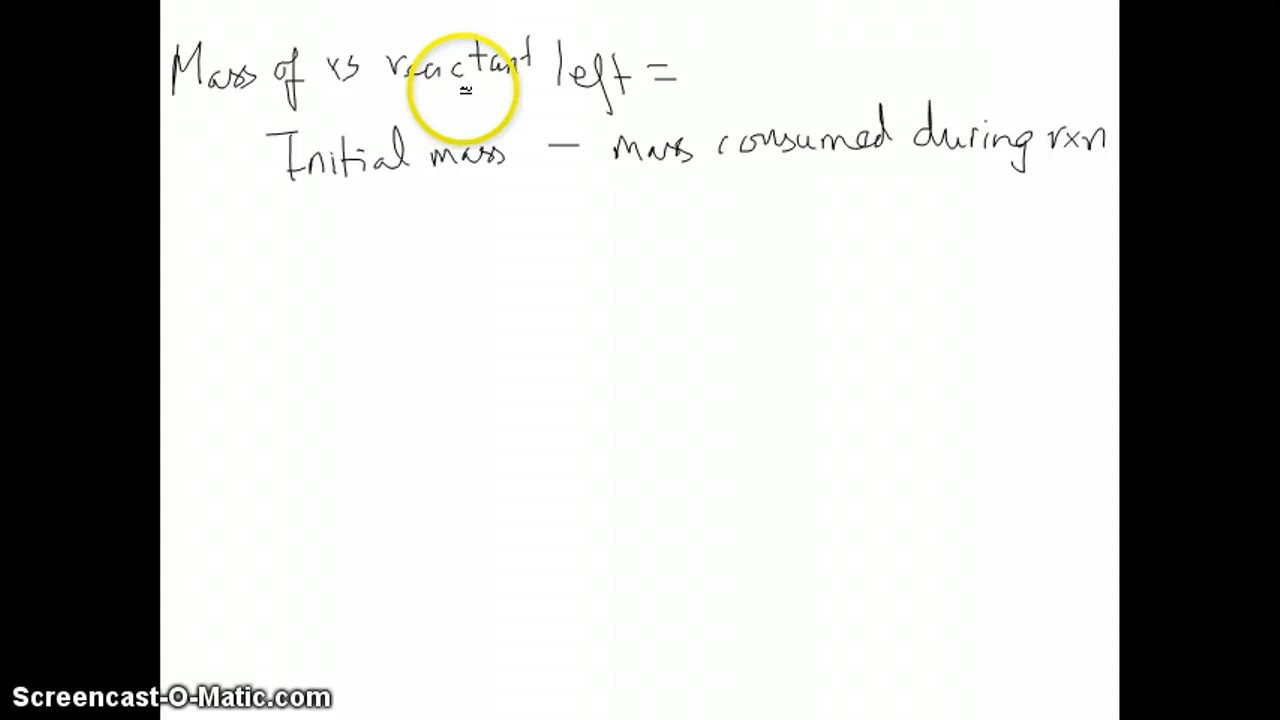 Mass of xs reactant left =
Initial mass – mass consumed during rxn
Screencast-O-Matic.com